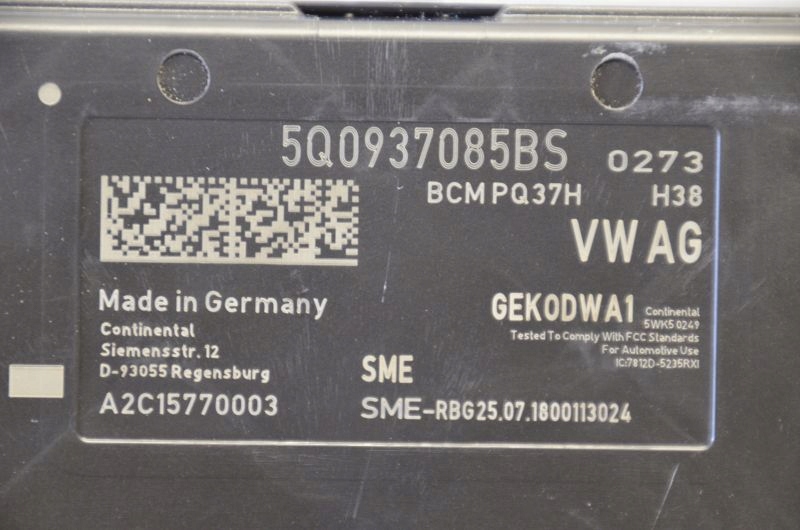 5Q0937085BS 0273
BCM PQ37H H38
VW AG
Made in Germany
Continental
Siemensstr. 12
D-93055 Regensburg
A2C15770003
GEK0DWA1 Continental
5WK5 0249
Tested To Comply With FCC Standards
For Automotive Use
IC:7812D-5235RXI
SME
SME-RBG25.07.1800113024